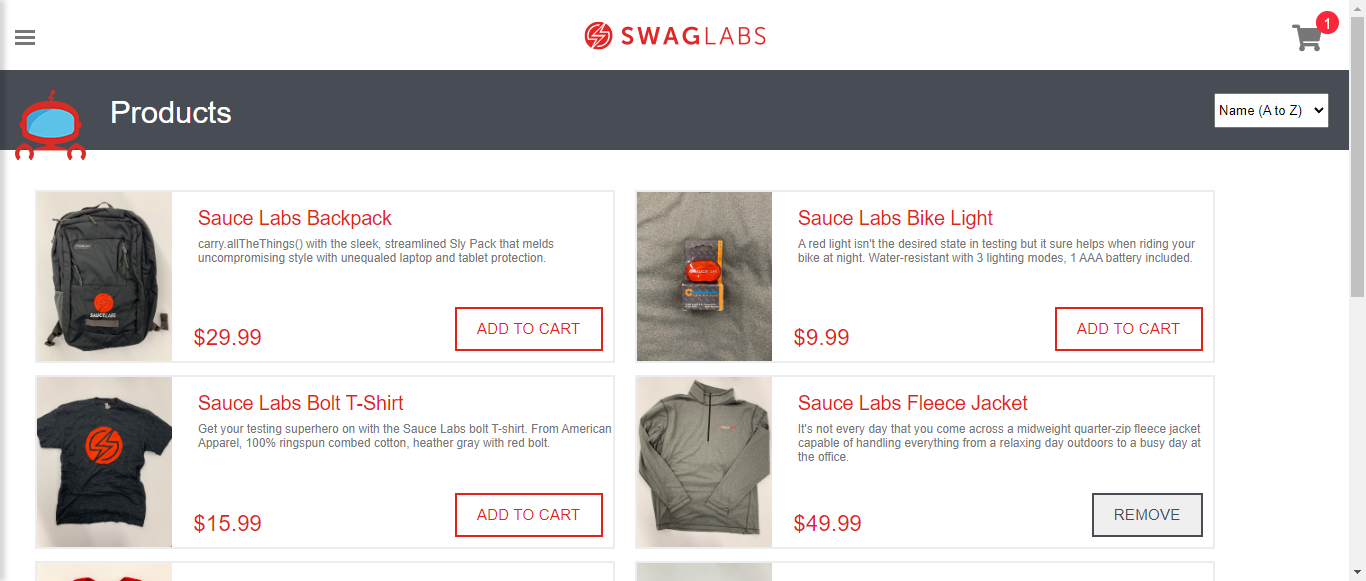 SWAGLABS
1
Products
Name (A to Z)
Sauce Labs Backpack
carry.allTheThings() with the sleek, streamlined Sly Pack that melds
uncompromising style with unequaled laptop and tablet protection.
$29.99
ADD TO CART
SAUCELABS
Sauce Labs Bike Light
A red light isn't the desired state in testing but it sure helps when riding your
bike at night. Water-resistant with 3 lighting modes, 1 AAA battery included.
$9.99
ADD TO CART
Sauce Labs Bolt T-Shirt
Get your testing superhero on with the Sauce Labs bolt T-shirt. From American
Apparel, 100% ringspun combed cotton, heather gray with red bolt.
$15.99
ADD TO CART
Sauce Labs Fleece Jacket
It's not every day that you come across a midweight quarter-zip fleece jacket
capable of handling everything from a relaxing day outdoors to a busy day at
the office.
$49.99
REMOVE